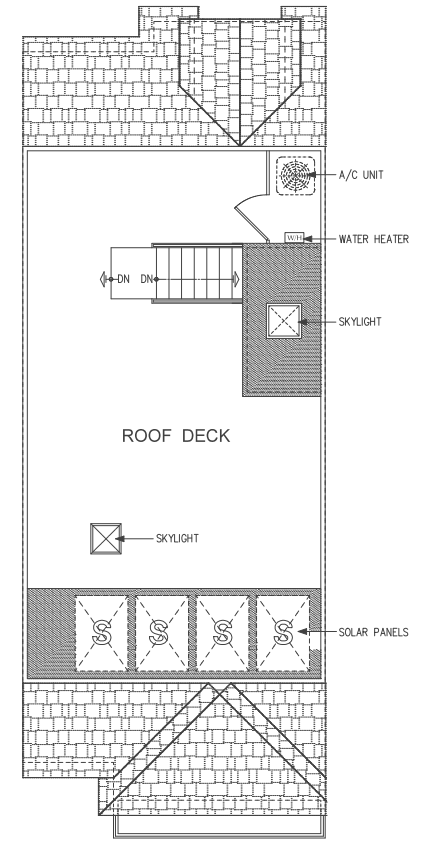 A/C UNIT
W/H
WATER HEATER
DN DN
SKYLIGHT
ROOF DECK
SKYLIGHT
S S S S
SOLAR PANELS